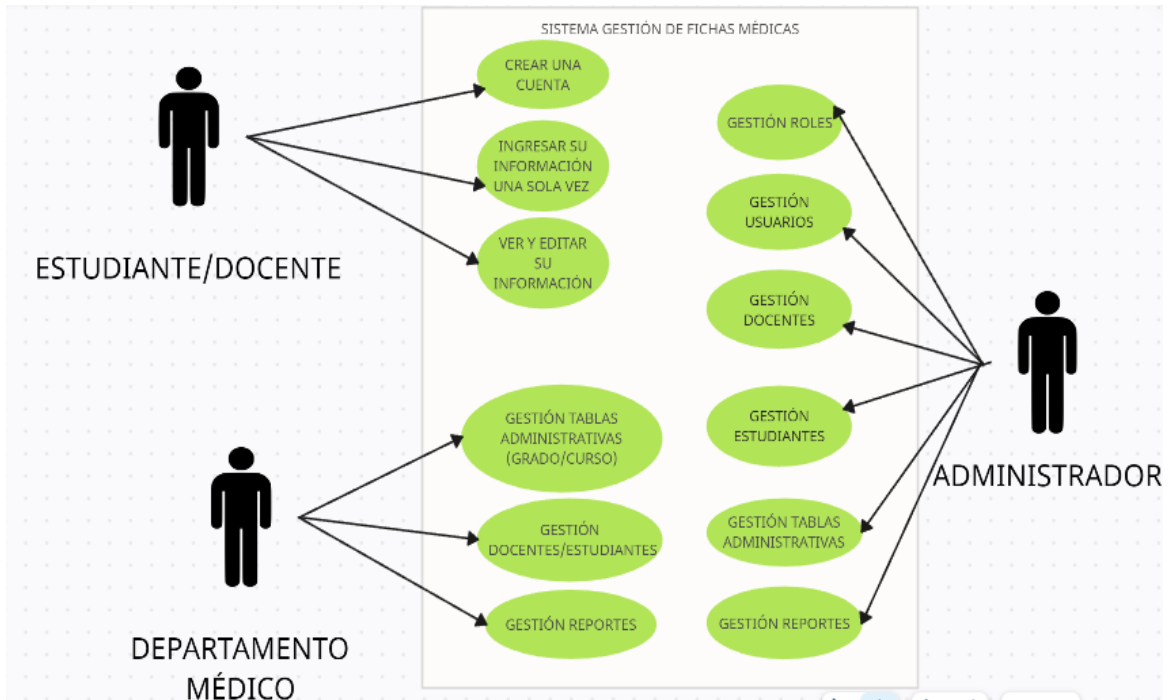 SISTEMA GESTIÓN DE FICHAS MÉDICAS
CREAR UNA
CUENTA
INGRESAR SU
INFORMACIÓN
UNA SOLA VEZ
VER Y EDITAR
SU
INFORMACIÓN
ESTUDIANTE/DOCENTE
GESTIÓN ROLES
GESTIÓN
USUARIOS
GESTIÓN
DOCENTES
GESTIÓN
ESTUDIANTES
GESTIÓN TABLAS
ADMINISTRATIVAS
GESTIÓN REPORTES
ADMINISTRADOR
GESTIÓN TABLAS
ADMINISTRATIVAS
(GRADO/CURSO)
GESTIÓN
DOCENTES/ESTUDIANTES
GESTIÓN REPORTES
DEPARTAMENTO
MÉDICO